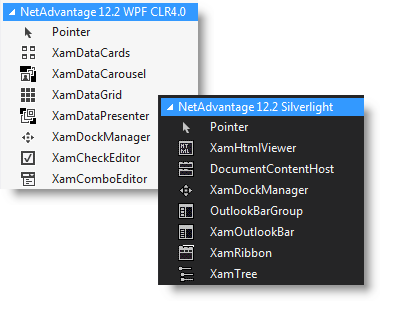 NetAdvantage 12.2 WPF CLR4.0
Pointer
XamDataCards
XamDataCarousel
XamDataGrid
XamDataPresenter
XamDockManager
XamCheckEditor
XamComboEditor
NetAdvantage 12.2 Silverlight
Pointer
XamHtmlViewer
DocumentContentHost
XamDockManager
OutlookBarGroup
XamOutlookBar
XamRibbon
XamTree